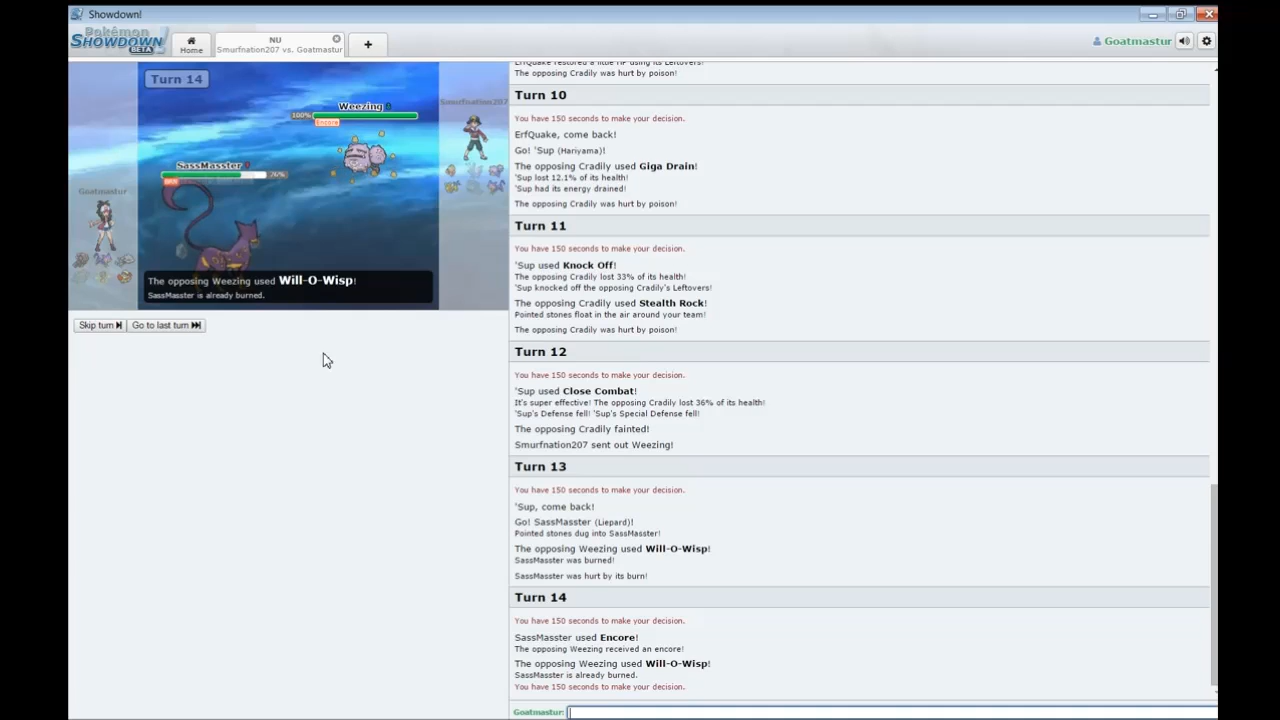 Showdown!
Pokémon
SHOWDOWN
BETA
Home
NU
Smurfnation207 vs. Goatmastur
+
Goatmastur
Turn 14
Weezing
100%
Encore
Smurfnation207
SassMasster
76%
BRN
Goatmastur
The opposing Weezing used Will-O-Wisp!
SassMasster is already burned.
Skip turn
Go to last turn
ErfQuake restored a little HP using its Leftovers!
The opposing Cradily was hurt by poison!
Turn 10
You have 150 seconds to make your decision.
ErfQuake, come back!
Go! 'Sup (Hariyama)!
The opposing Cradily used Giga Drain!
'Sup lost 12.1% of its health!
'Sup had its energy drained!
The opposing Cradily was hurt by poison!
Turn 11
You have 150 seconds to make your decision.
'Sup used Knock Off!
The opposing Cradily lost 33% of its health!
'Sup knocked off the opposing Cradily's Leftovers!
The opposing Cradily used Stealth Rock!
Pointed stones float in the air around your team!
The opposing Cradily was hurt by poison!
Turn 12
You have 150 seconds to make your decision.
'Sup used Close Combat!
It's super effective! The opposing Cradily lost 36% of its health!
'Sup's Defense fell! 'Sup's Special Defense fell!
The opposing Cradily fainted!
Smurfnation207 sent out Weezing!
Turn 13
You have 150 seconds to make your decision.
'Sup, come back!
Go! SassMasster (Liepard)!
Pointed stones dug into SassMasster!
The opposing Weezing used Will-O-Wisp!
SassMasster was burned!
SassMasster was hurt by its burn!
Turn 14
You have 150 seconds to make your decision.
SassMasster used Encore!
The opposing Weezing received an encore!
The opposing Weezing used Will-O-Wisp!
SassMasster is already burned.
You have 150 seconds to make your decision.
Goatmastur: